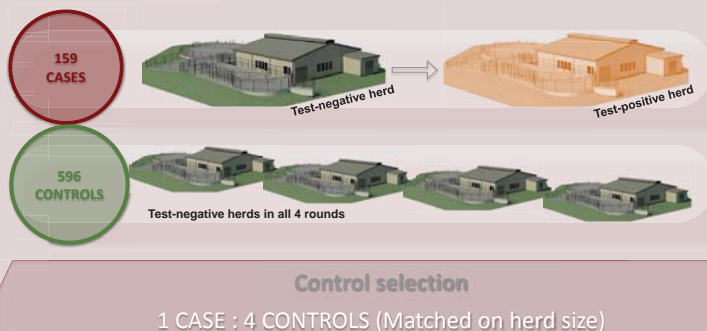 159
CASES
Test-negative herd
Test-positive herd
596
CONTROLS
Test-negative herds in all 4 rounds
Control selection
1 CASE : 4 CONTROLS (Matched on herd size)